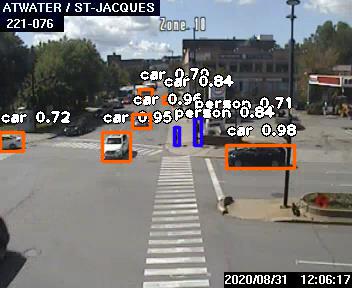 ATWATER / ST-JACQUES
221-076
Zone 10
car 0.70
car 0.84
car 0.96
person 0.71
person 0.84
car 0.72
car 0.95
car 0.98
2020/08/31 12:06:17